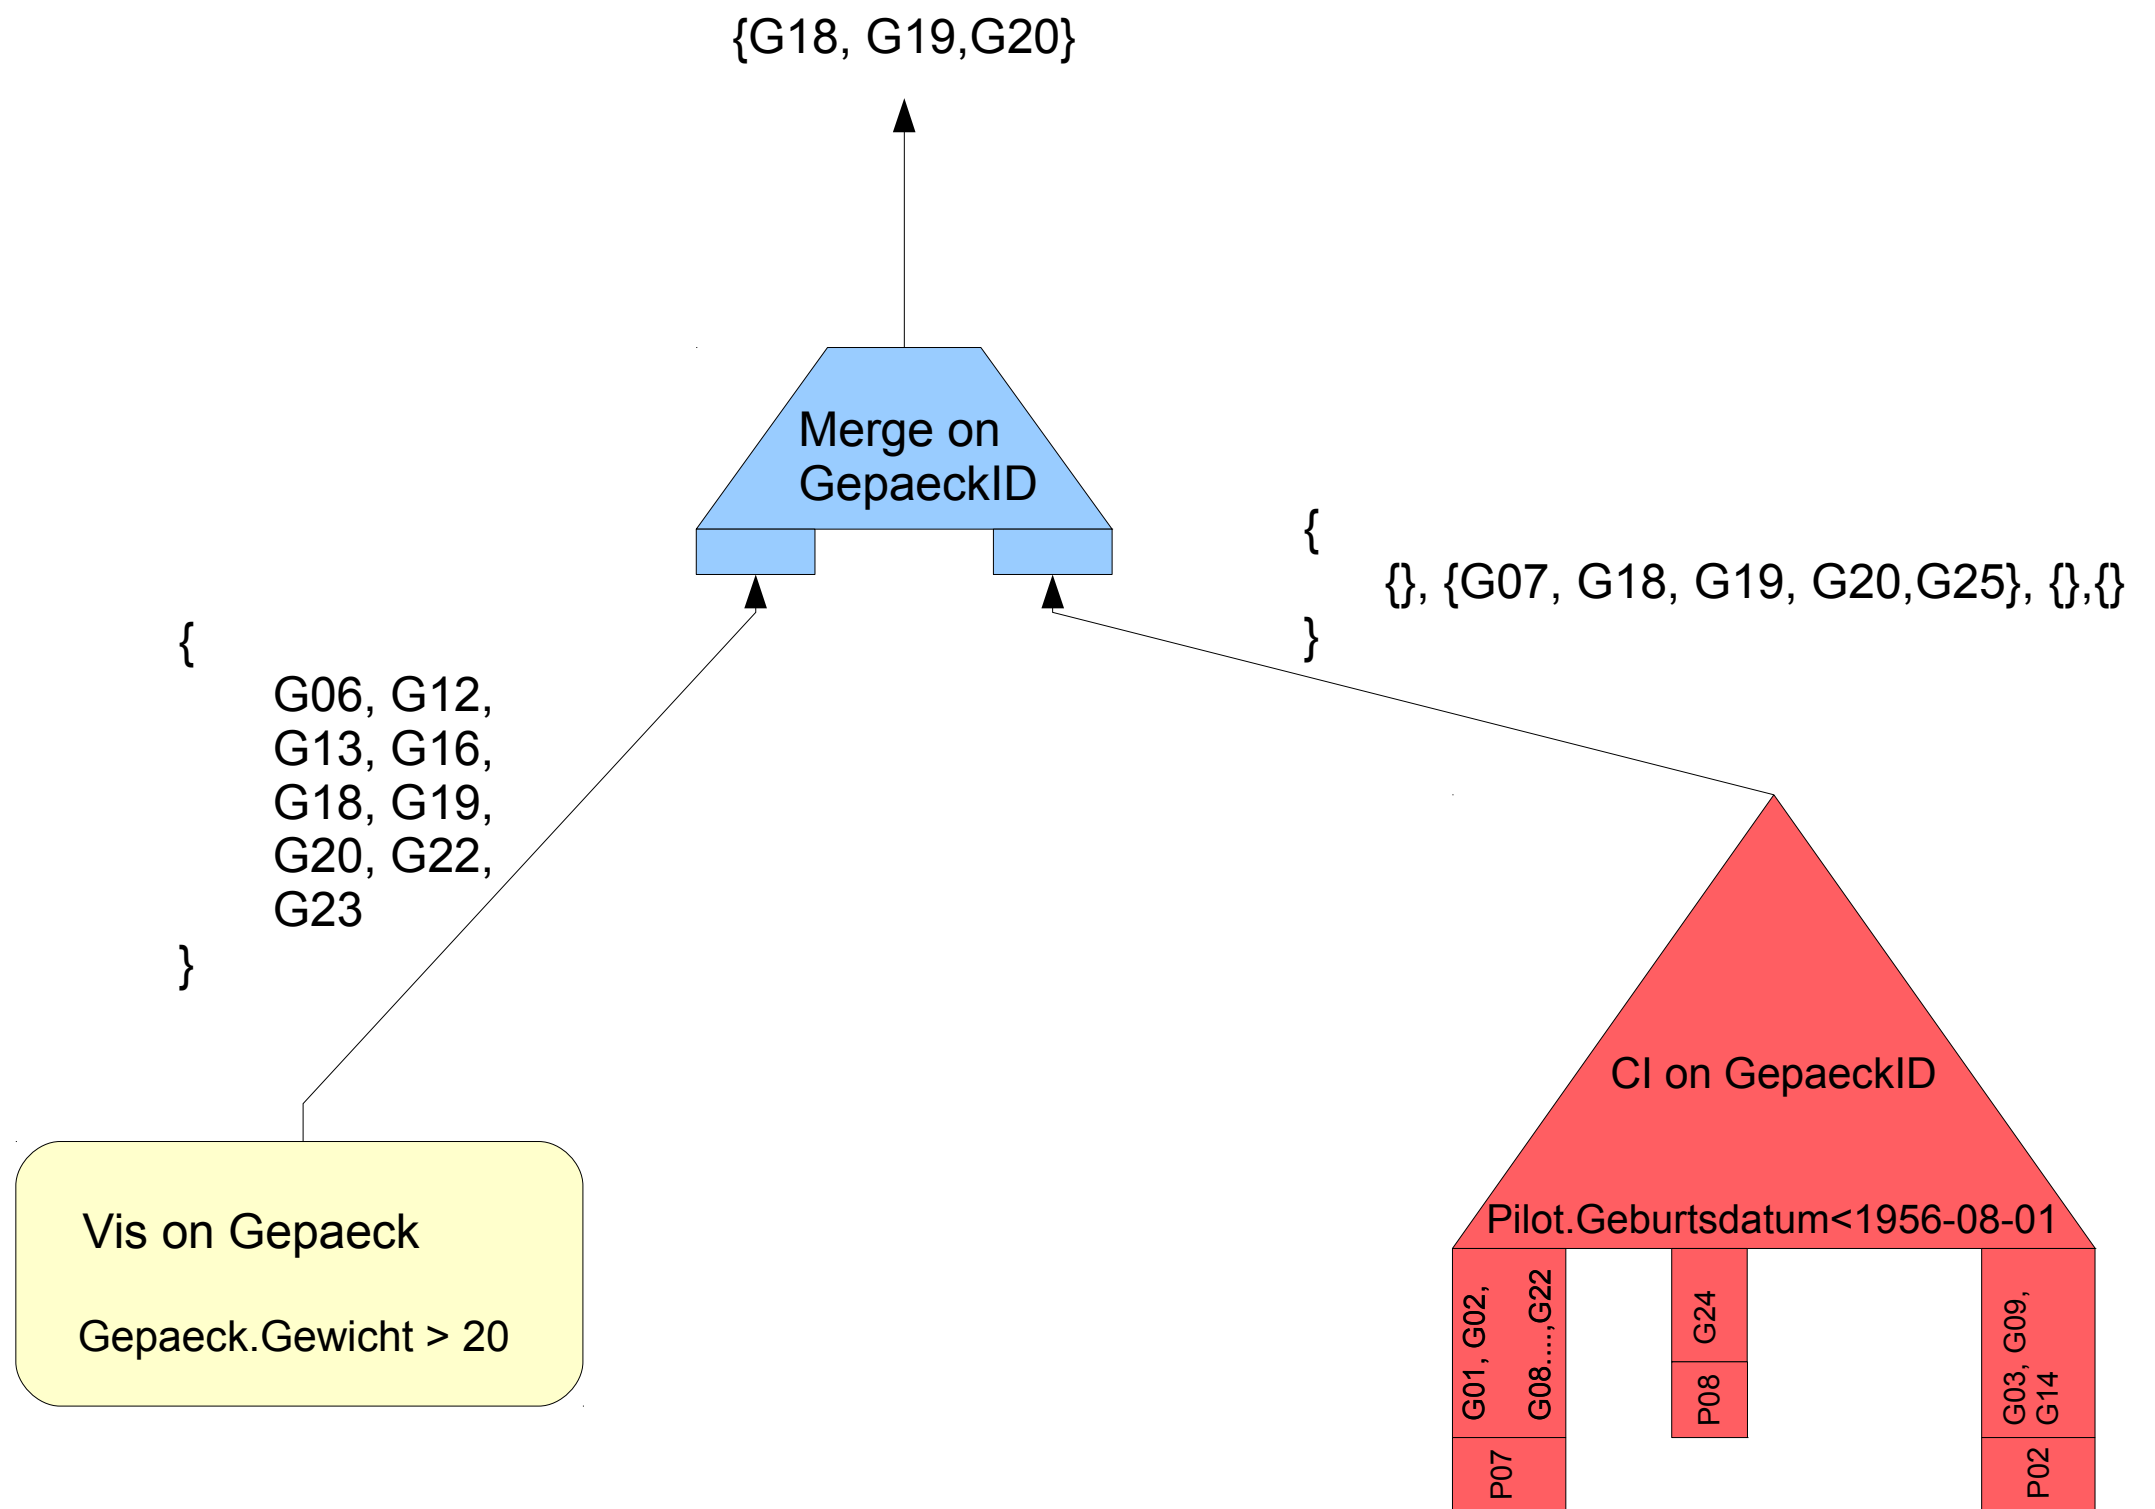 {G18, G19,G20}
Merge on
GepaeckID
{
{}, {G07, G18, G19, G20,G25}, {},{}
}
{
G06, G12,
G13, G16,
G18, G19,
G20, G22,
G23
}
CI on GepaeckID
Pilot.Geburtsdatum<1956-08-01
Vis on Gepaeck
Gepaeck.Gewicht > 20
G01, G02,
G08....,G22
P07
G24
P08
G03, G09,
G14
P02